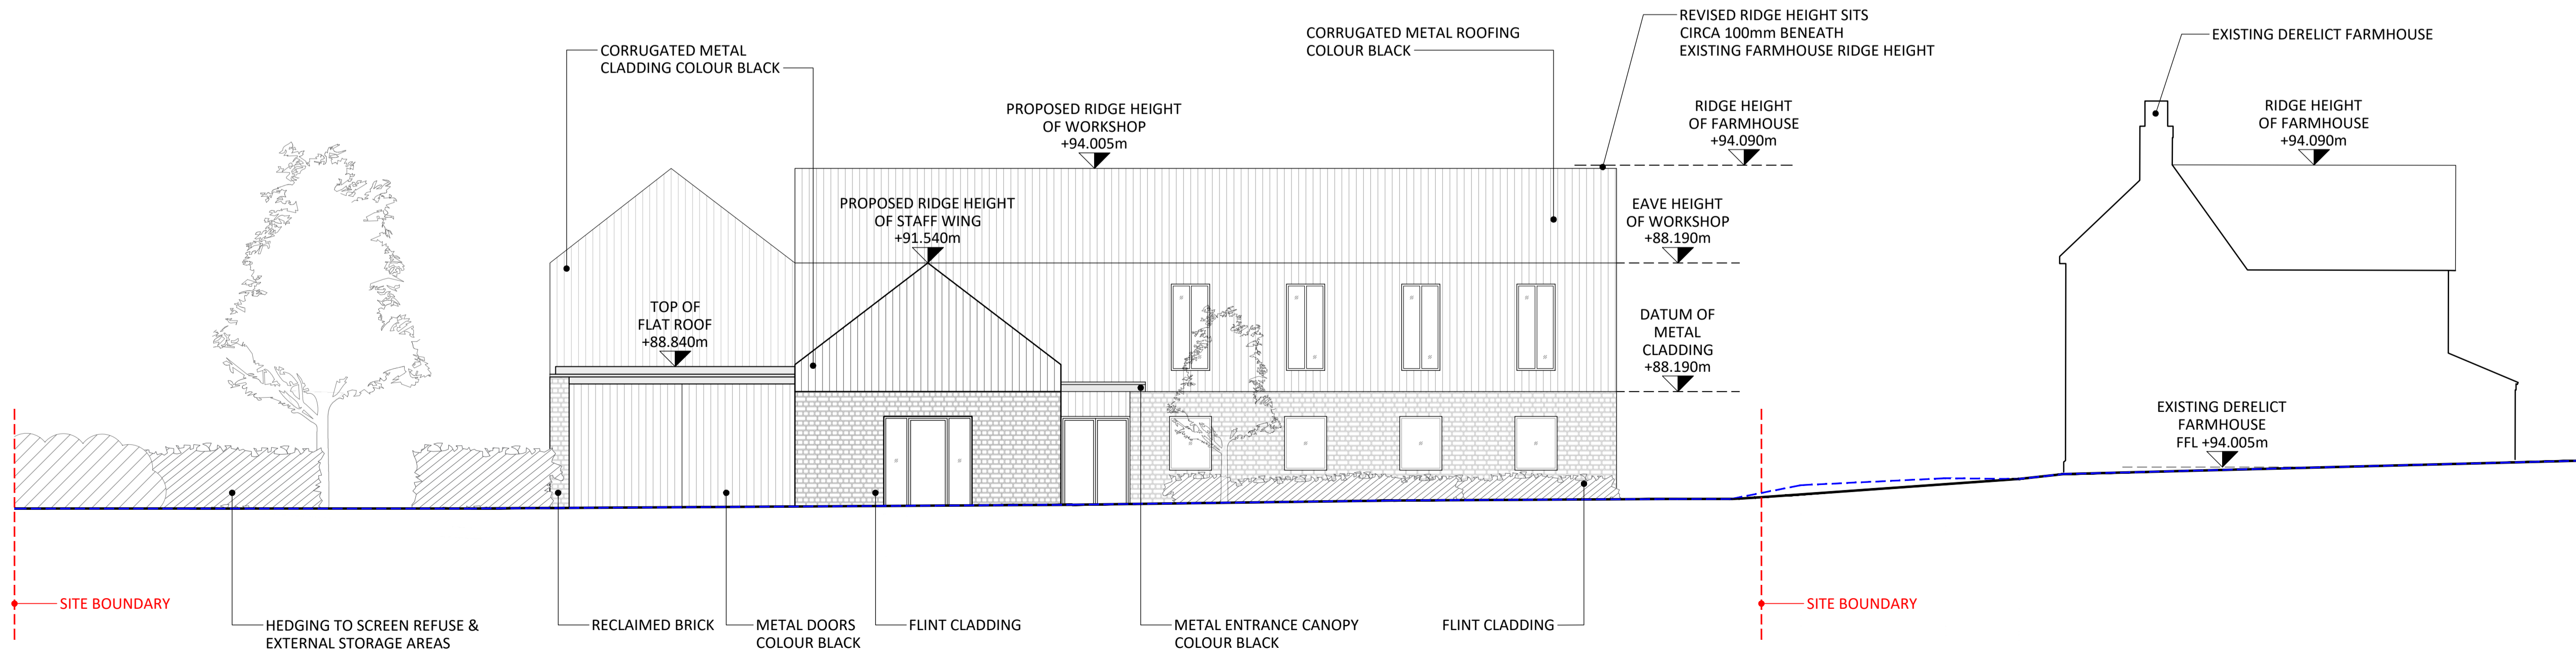 CORRUGATED METAL
CLADDING COLOUR BLACK
CORRUGATED METAL ROOFING
COLOUR BLACK
REVISED RIDGE HEIGHT SITS
CIRCA 100mm BENEATH
EXISTING FARMHOUSE RIDGE HEIGHT
EXISTING DERELICT FARMHOUSE
PROPOSED RIDGE HEIGHT
OF WORKSHOP
+94.005m
RIDGE HEIGHT
OF FARMHOUSE
+94.090m
RIDGE HEIGHT
OF FARMHOUSE
+94.090m
PROPOSED RIDGE HEIGHT
OF STAFF WING
+91.540m
EAVE HEIGHT
OF WORKSHOP
+88.190m
TOP OF
FLAT ROOF
+88.840m
DATUM OF
METAL
CLADDING
+88.190m
EXISTING DERELICT
FARMHOUSE
FFL +94.005m
SITE BOUNDARY
SITE BOUNDARY
HEDGING TO SCREEN REFUSE &
EXTERNAL STORAGE AREAS
RECLAIMED BRICK
METAL DOORS
COLOUR BLACK
FLINT CLADDING
METAL ENTRANCE CANOPY
COLOUR BLACK
FLINT CLADDING